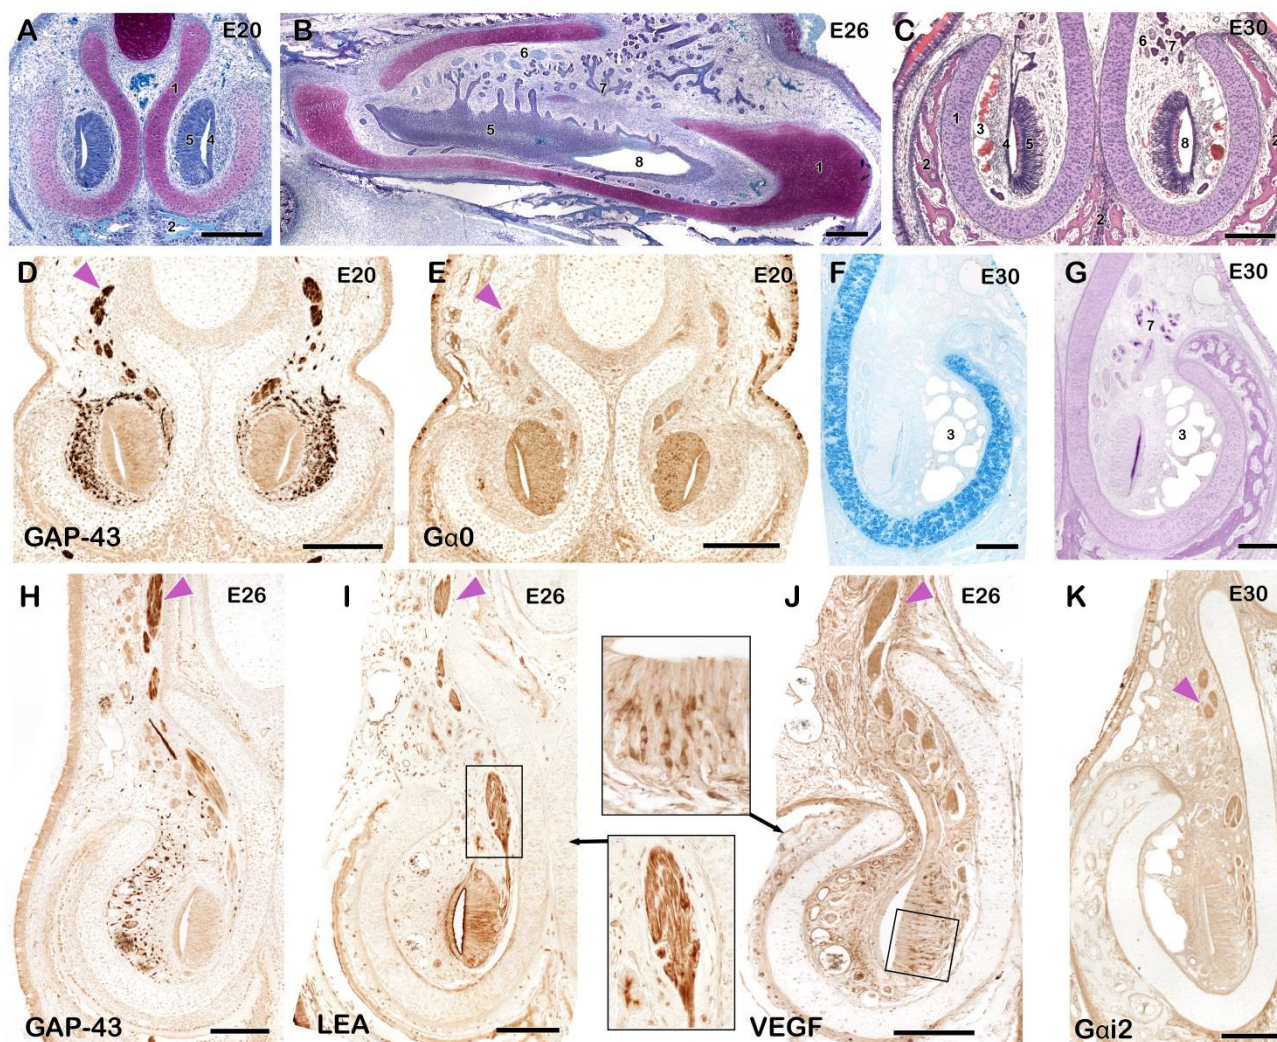 A E20
1
5 4
2
B E26
6
7
5
8
1
C E30
6 7
1 3
4 5 8
2 2 2
D E20
GAP-43
E E20
Gα0
F E30
3
G E30
7
3
H E26
GAP-43
I E26
LEA
J E26
VEGF
K E30
Gαi2